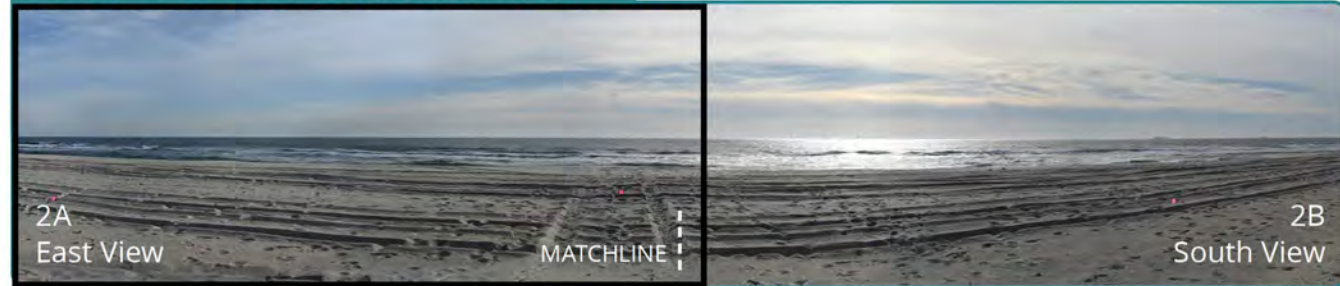 2A
East View
MATCHLINE
2B
South View